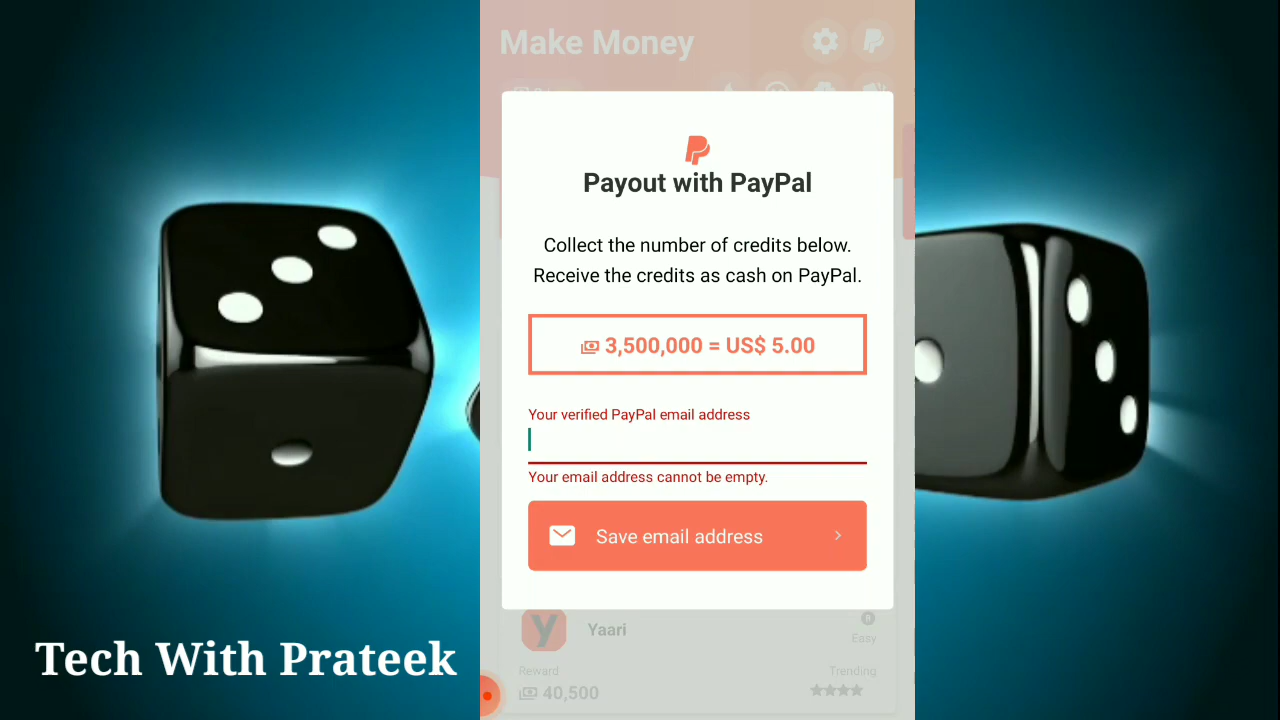 Make Money
Payout with PayPal
Collect the number of credits below.
Receive the credits as cash on PayPal.
3,500,000 = US$ 5.00
Your verified PayPal email address
Your email address cannot be empty.
Save email address
Yaari
Easy
Reward
Trending
40,500
Tech With Prateek